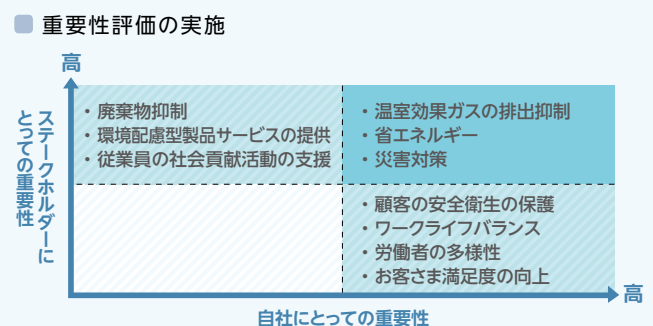 重要性評価の実施
高
ステークホルダーに
とっての重要性
・廃棄物抑制
・環境配慮型製品サービスの提供
・従業員の社会貢献活動の支援
・温室効果ガスの排出抑制
・省エネルギー
・災害対策
・顧客の安全衛生の保護
・ワークライフバランス
・労働者の多様性
・お客さま満足度の向上
高
自社にとっての重要性